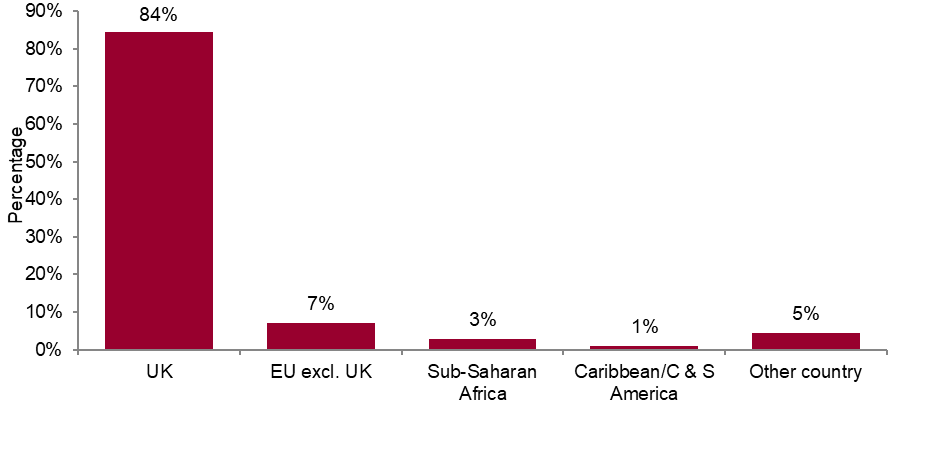 90%
80%
70%
60%
50%
40%
30%
20%
10%
0%
Percentage
84%
7%
3%
1%
5%
UK
EU excl. UK
Sub-Saharan
Africa
Caribbean/C & S
America
Other country